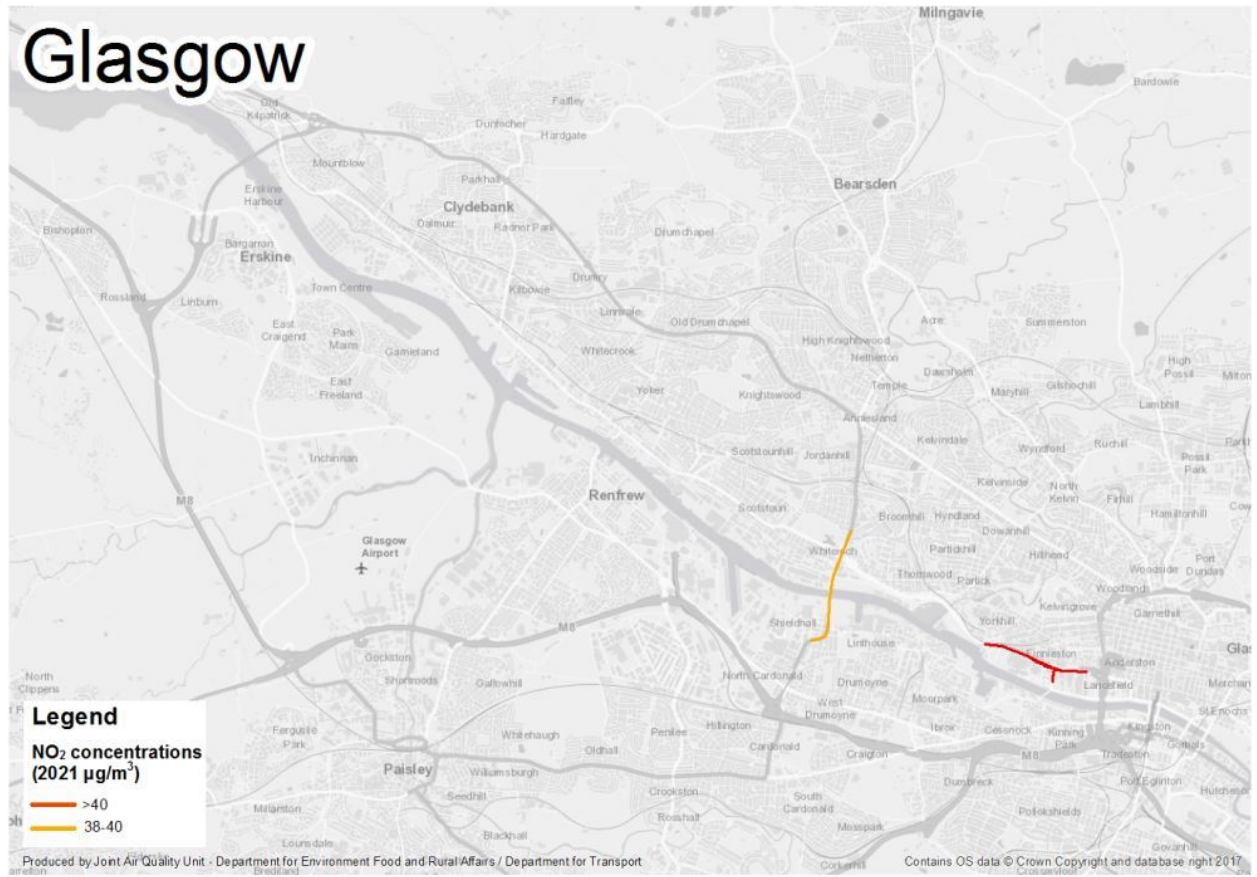 Glasgow
Milngavie
Bardowie
Old
Kilpatrick
Faifley
Duntocher
Hardgate
Mountblow
Parkhall
Bearsden
Erskine
Harbour
Clydebank
Dalmuir
Radnor Park
Drumchapel
Bishopton
Bargarran
Erskine
Drumry
Town Centre
Kilbowie
Rossland
Linburn
Linnvale
Old Drumchapel
Acre
Summerston
East
Craigend
Park
Mains
Garnieland
Whitecrook
High Knightswood
Netherton
High
Possil
Milton
Dawsholm
East
Freeland
Yoker
Knightswood
Temple
Maryhill
Gilshochill
Lambhill
Anniesland
Kelvindale
Wyndford
Ruchill
Inchinnan
Scotstounhill
Jordanhill
Possil
Park
Kelvinside
North
Kelvin
Firhill
M8
Renfrew
Scotstoun
Broomhill
Hyndland
Dowanhill
Hamiltonhill
Glasgow
Airport
Whiteinch
Partickhill
Hillhead
Port
Dundas
Woodside
Thornwood
Partick
Woodlands
Kelvingrove
Garnethill
M8
Shieldhall
Linthouse
Yorkhill
Finnieston
Anderston
Gockston
North
Clippens
Shortroods
Gallowhill
North Cardonald
Drumoyne
Lancefield
Moorpark
West
Drumoyne
St Enochs
Legend
NO₂ concentrations
(2021 µg/m³)
>40
38-40
Ferguslie
Park
Whitehaugh
Oldhall
Penilee
Hillington
Cardonald
Craigton
Ibrox
Cessnock
Kinning
Park
Kingston
Tradeston
Gorbals
M8
Paisley
Williamsburgh
Seedhill
Crookston
Rosshall
South
Cardonald
Dumbreck
Port Eglinton
Millarston
Blackhall
Mosspark
Pollokshields
Lounsdale
Corkerhill
Govanhill
Produced by Joint Air Quality Unit - Department for Environment Food and Rural Affairs / Department for Transport
Contains OS data © Crown Copyright and database right 2017